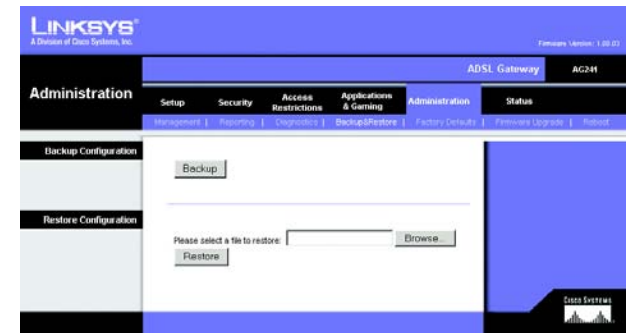 LINKSYS®
A Division of Cisco Systems, Inc.
Firmware Version: 1.00.03
ADSL Gateway AG241
Administration
Setup Security Access Restrictions Applications & Gaming Administration Status
Management | Reporting | Diagnostics | Backup&Restore | Factory Defaults | Firmware Upgrade | Reboot
Backup Configuration
Backup
Restore Configuration
Please select a file to restore: Browse...
Restore
CISCO SYSTEMS